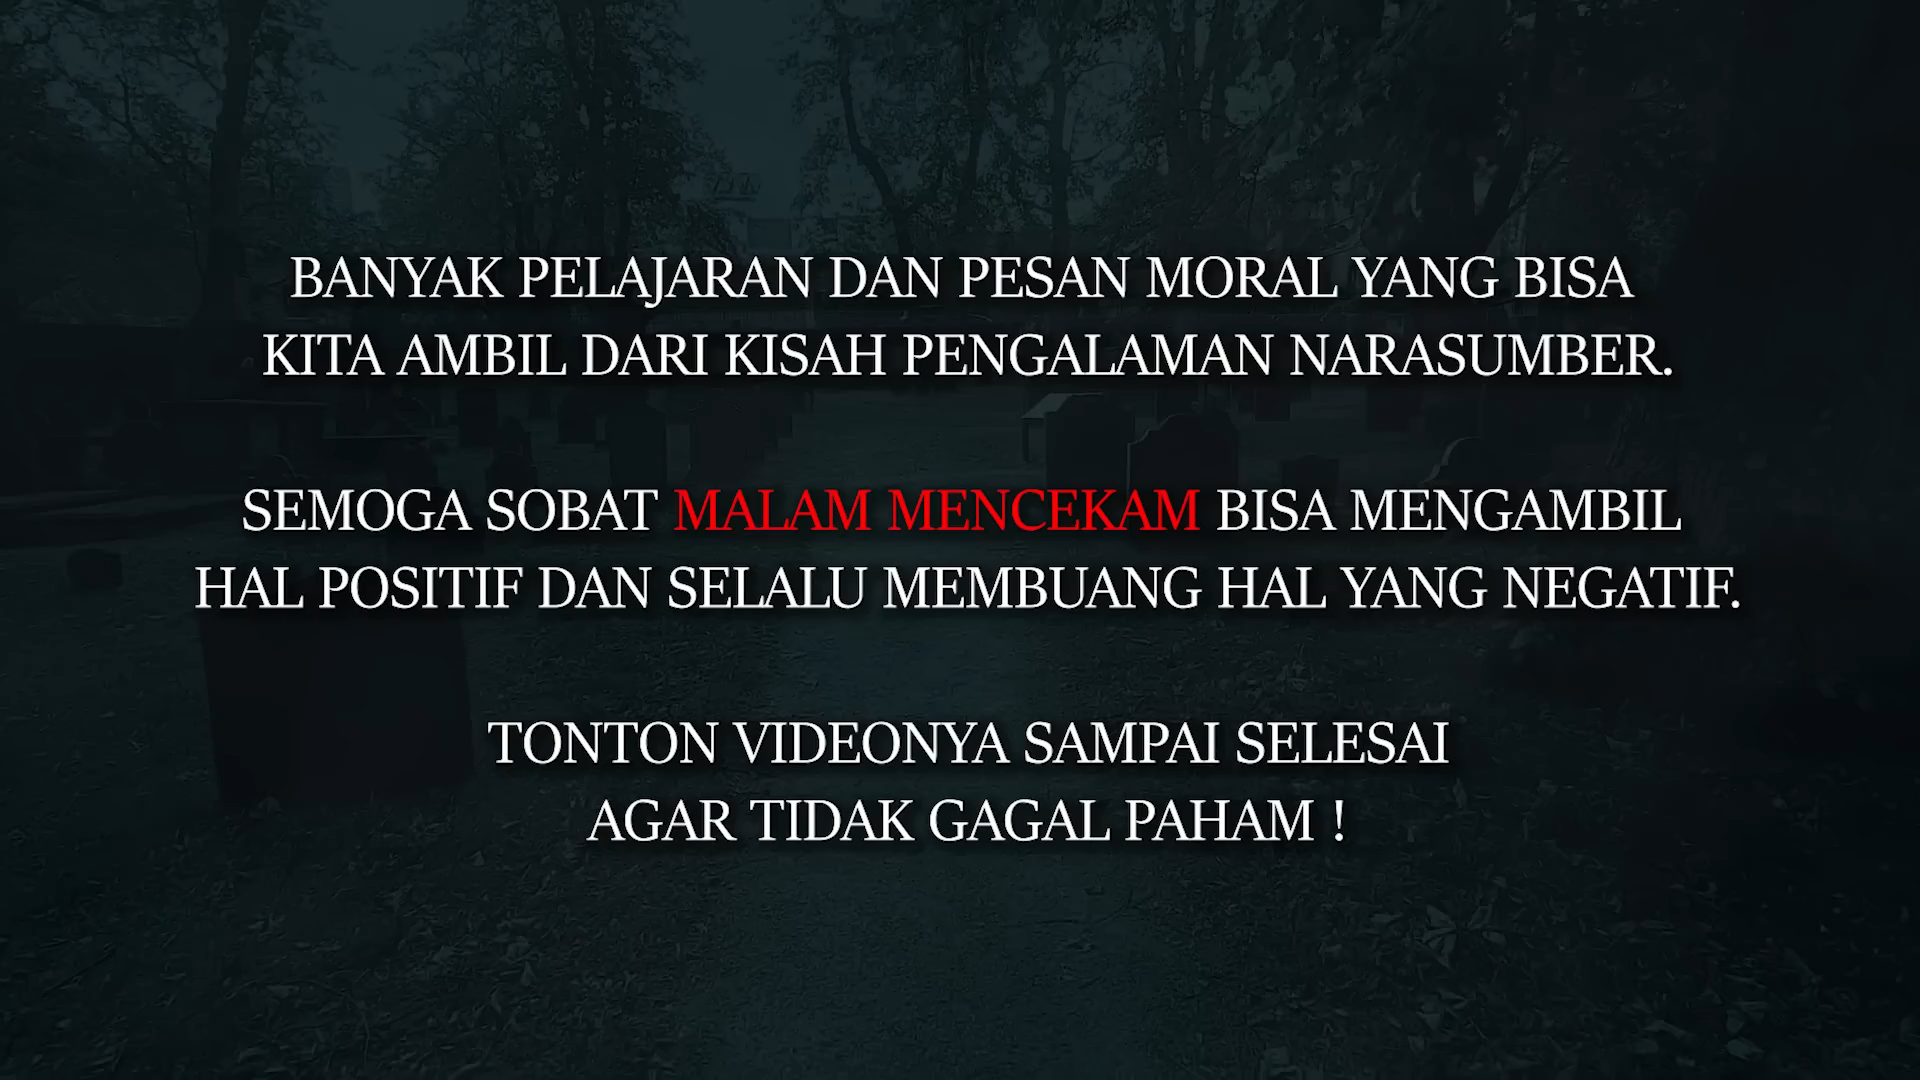 BANYAK PELAJARAN DAN PESAN MORAL YANG BISA
KITA AMBIL DARI KISAH PENGALAMAN NARASUMBER.
SEMOGA SOBAT MALAM MENCEKAM BISA MENGAMBIL
HAL POSITIF DAN SELALU MEMBUANG HAL YANG NEGATIF.
TONTON VIDEONYA SAMPAI SELESAI
AGAR TIDAK GAGAL PAHAM !